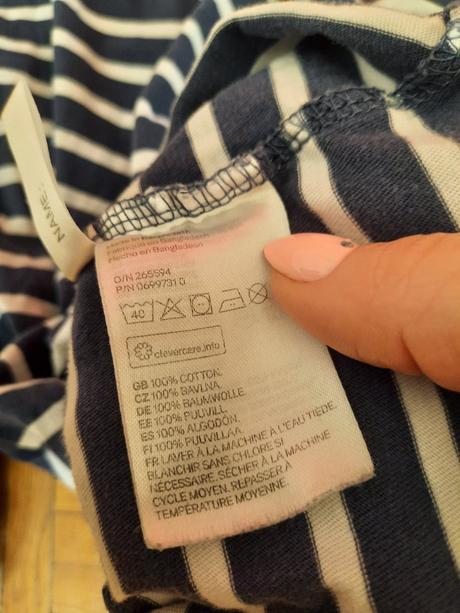 NAME:
Made in Bangladesh
Fabriqué en Bangladesh
Hecho en Bangladesh
O/N 265594
P/N 0699731 0
40
clevercare.info
GB 100% COTTON.
CZ 100% BAVLNA.
DE 100% BAUMWOLLE.
EE 100% PUUVILL.
ES 100% ALGODÓN.
FI 100% PUUVILLAA.
FR LAVER À LA MACHINE À L'EAU TIÈDE.
BLANCHIR SANS CHLORE SI
NÉCESSAIRE. SÉCHER À LA MACHINE
CYCLE MOYEN. REPASSER À
TEMPÉRATURE MOYENNE.